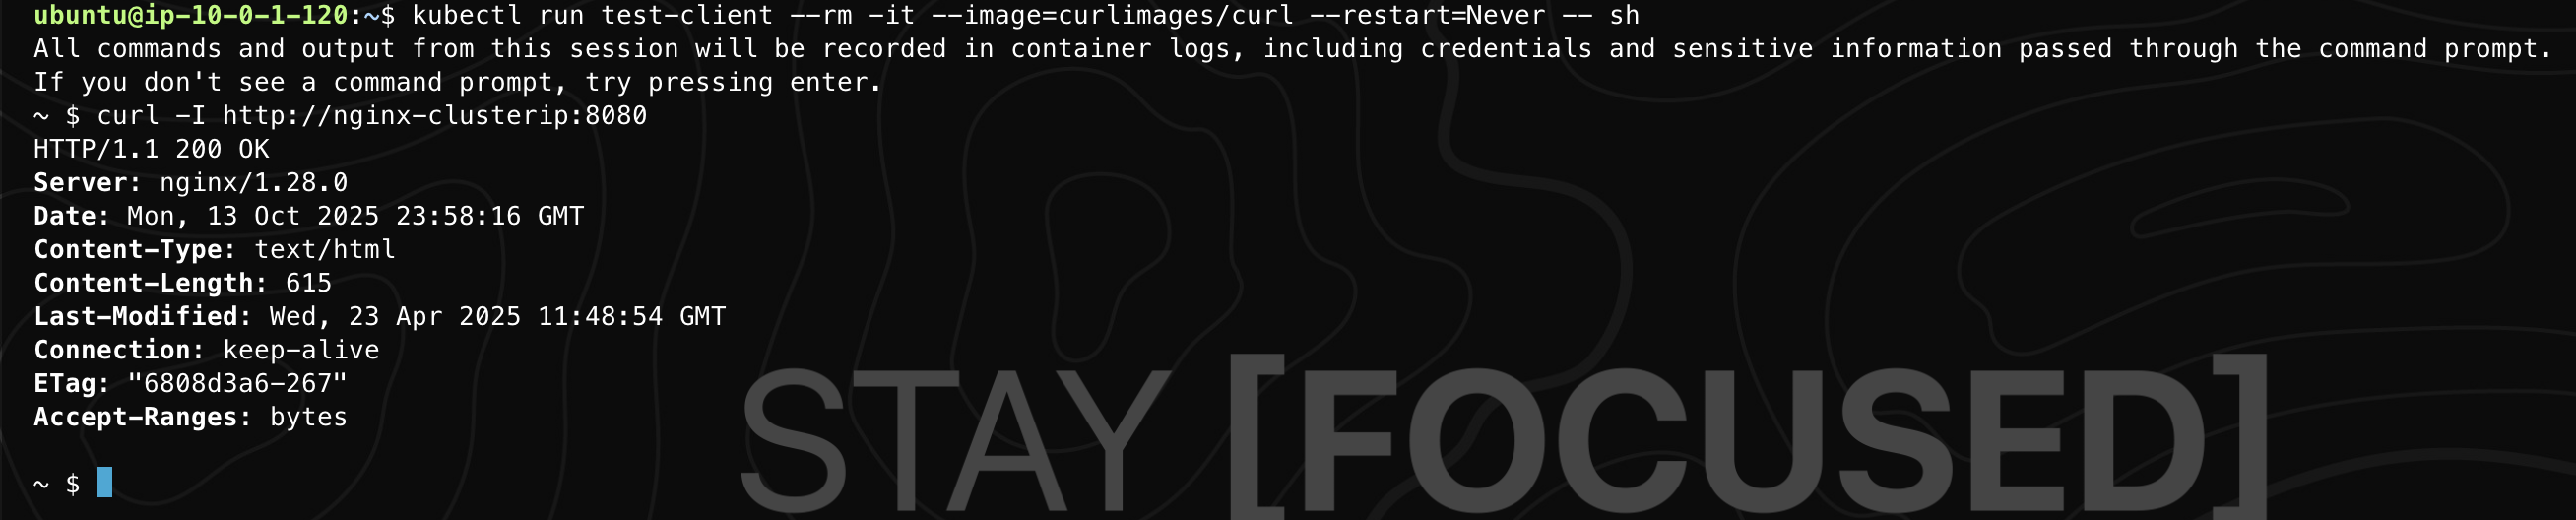 ubuntu@ip-10-0-1-120:~$ kubectl run test-client --rm -it --image=curlimages/curl --restart=Never -- sh
All commands and output from this session will be recorded in container logs, including credentials and sensitive information passed through the command prompt.
If you don't see a command prompt, try pressing enter.
~ $ curl -I http://nginx-clusterip:8080
HTTP/1.1 200 OK
Server: nginx/1.28.0
Date: Mon, 13 Oct 2025 23:58:16 GMT
Content-Type: text/html
Content-Length: 615
Last-Modified: Wed, 23 Apr 2025 11:48:54 GMT
Connection: keep-alive
ETag: "6808d3a6-267"
Accept-Ranges: bytes
STAY [FOCUSED]
~ $